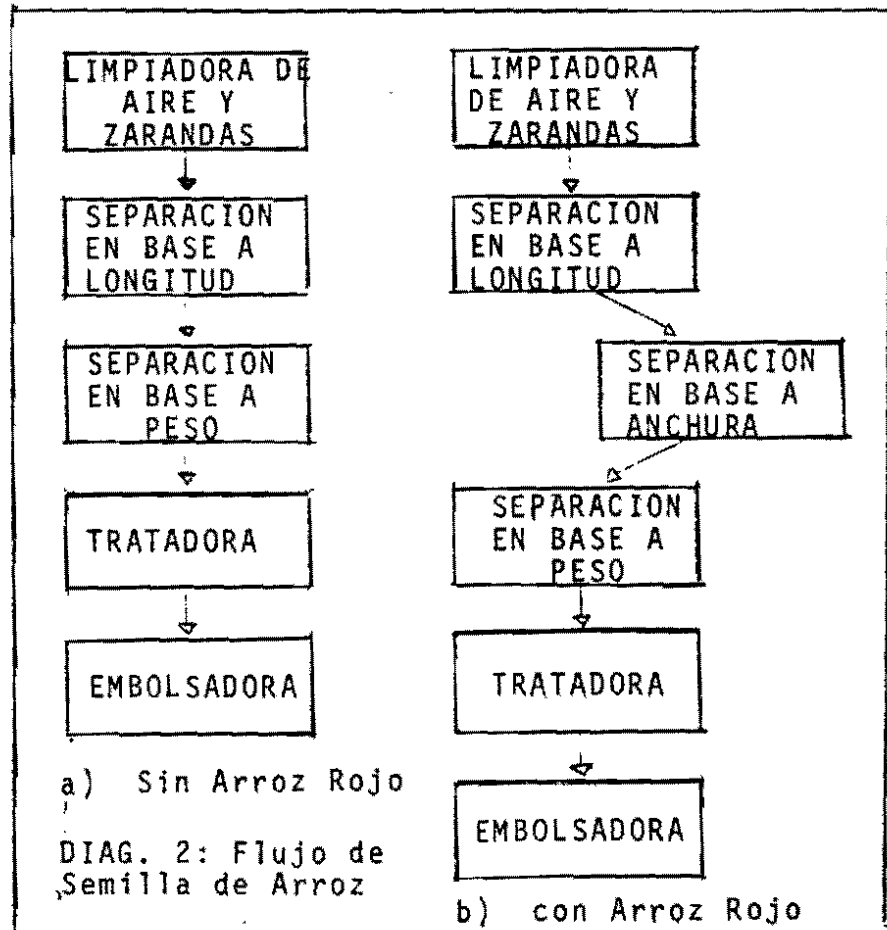 LIMPIADORA DE
AIRE Y
ZARANDAS
SEPARACION
EN BASE A
LONGITUD
SEPARACION
EN BASE A
PESO
TRATADORA
EMBOLSADORA
a) Sin Arroz Rojo
DIAG. 2: Flujo de
Semilla de Arroz
LIMPIADORA
DE AIRE Y
ZARANDAS
SEPARACION
EN BASE A
LONGITUD
SEPARACION
EN BASE A
ANCHURA
SEPARACION
EN BASE A
PESO
TRATADORA
EMBOLSADORA
b) con Arroz Rojo